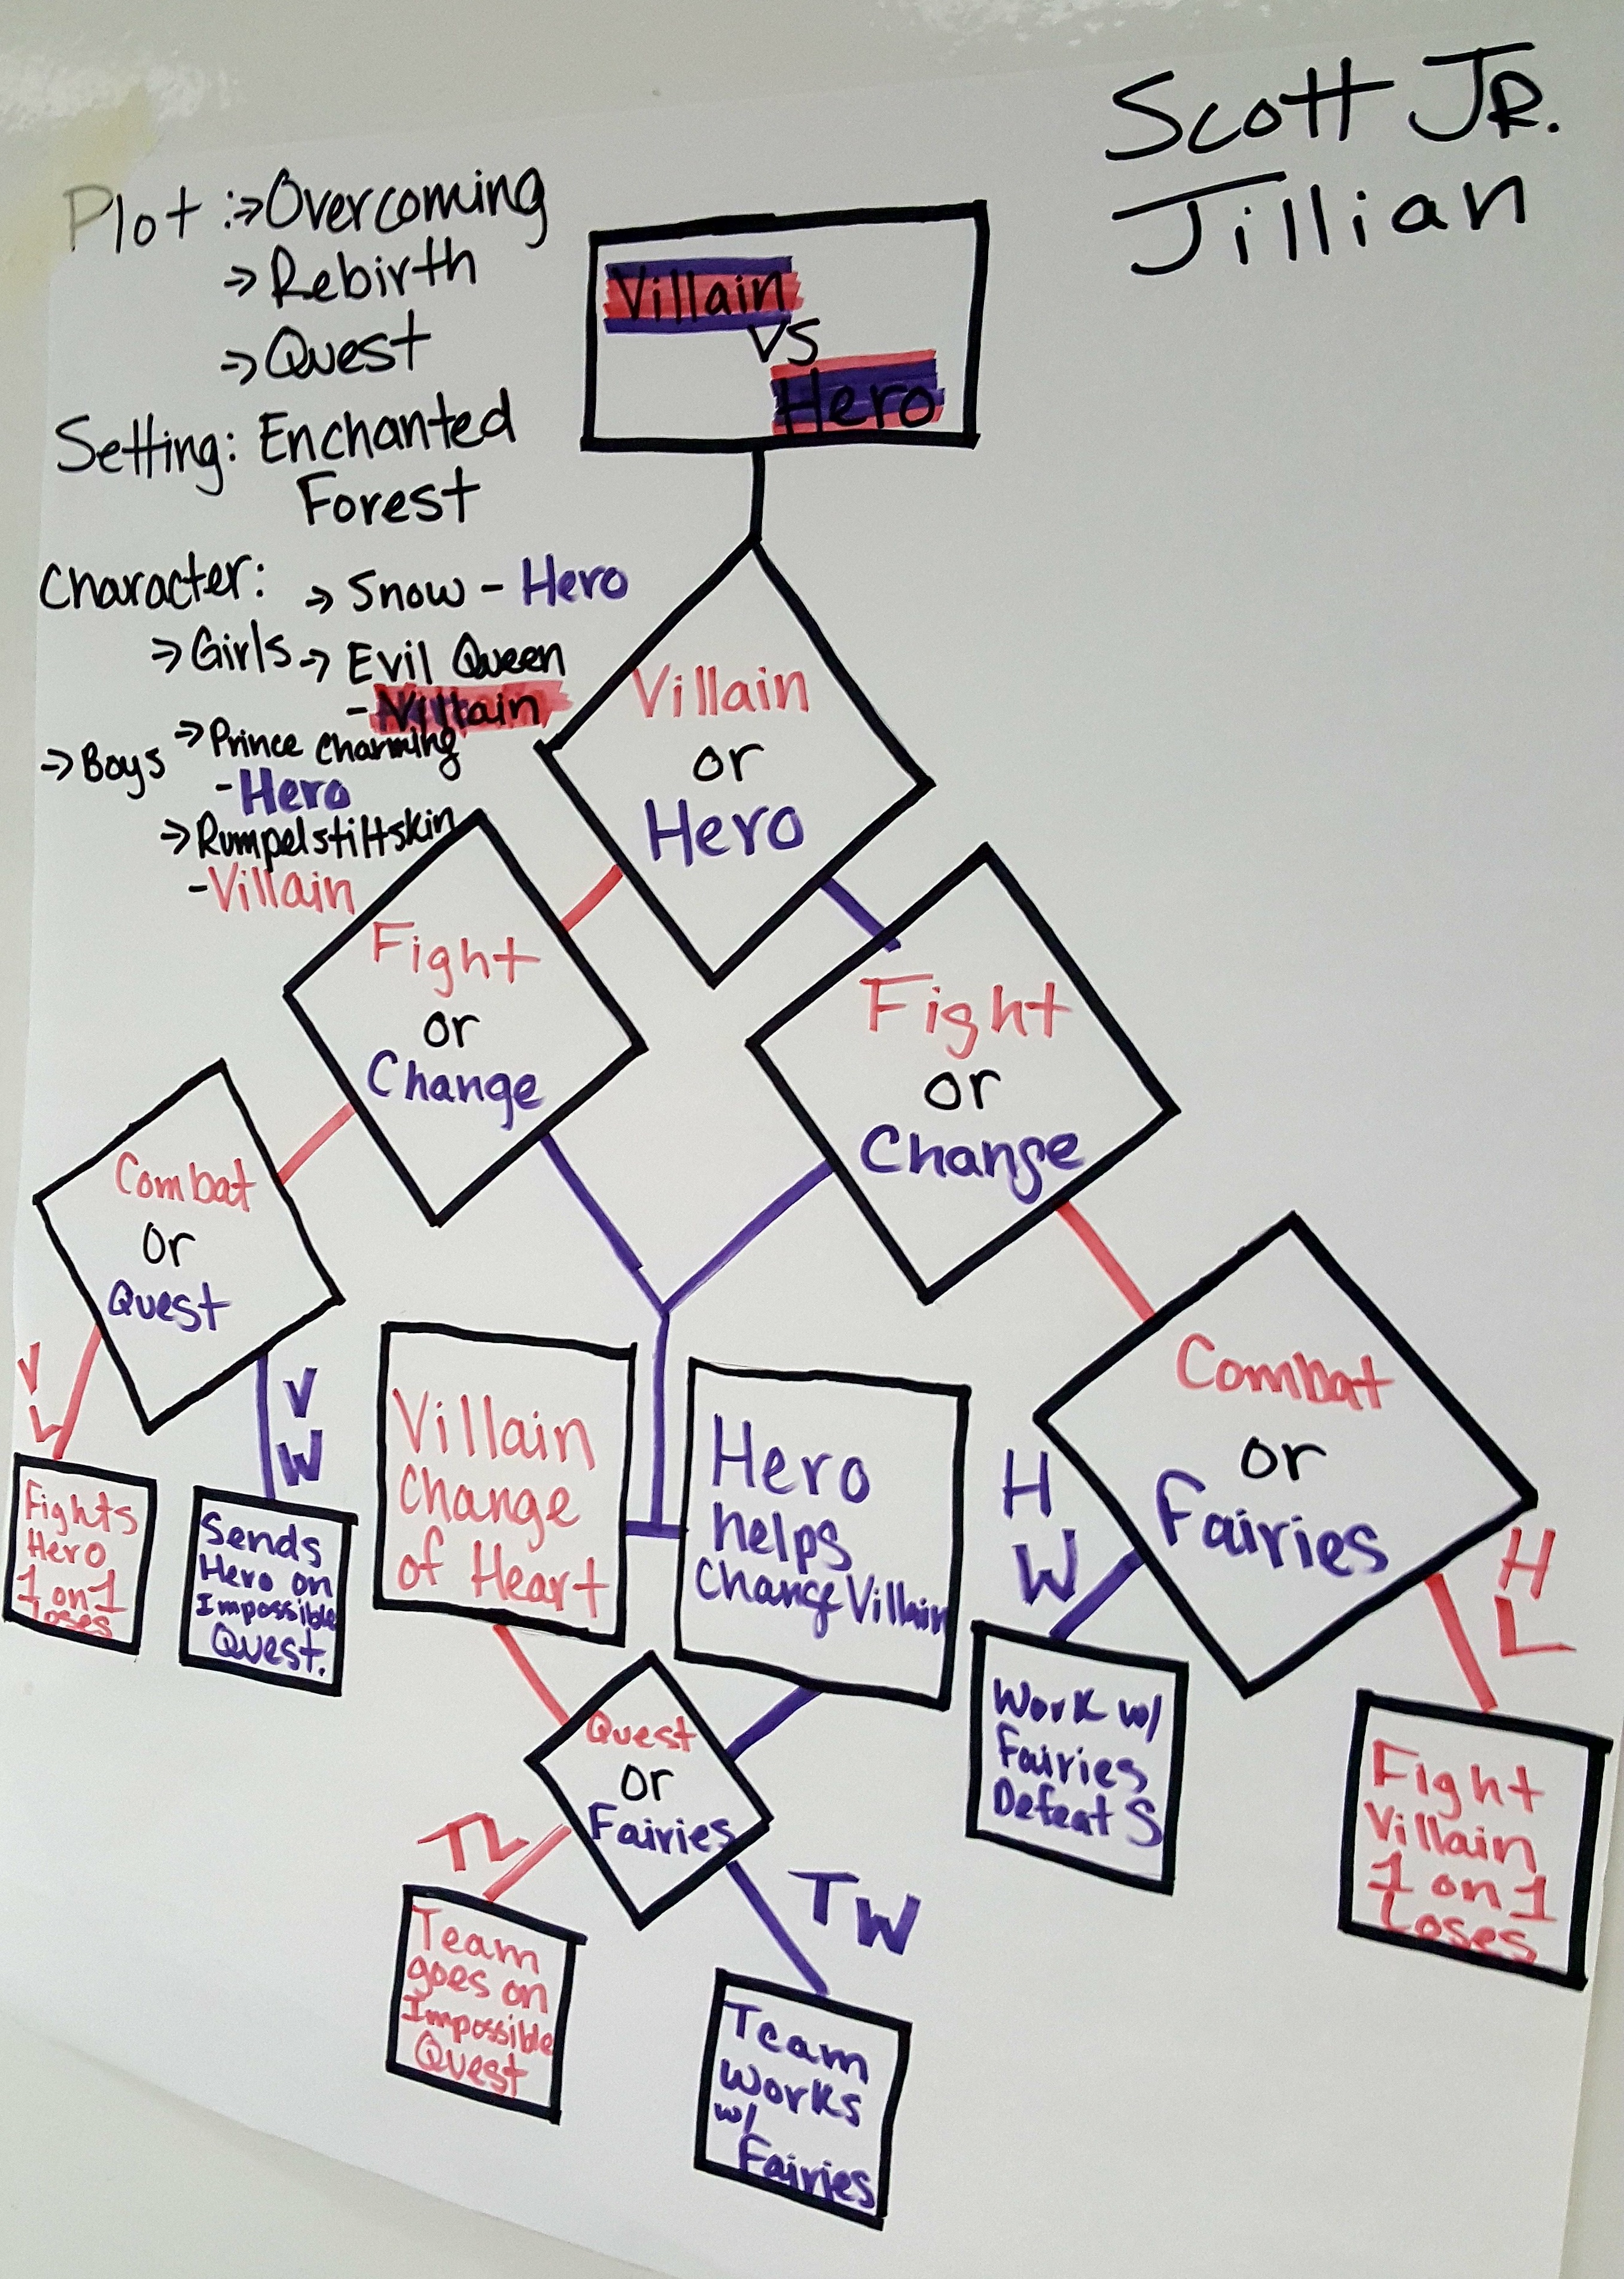 Scott JR.
Jillian
Plot :→ Overcoming
→ Rebirth
→ Quest
Setting: Enchanted
Forest
Character: → Snow - Hero
→ Girls → Evil Queen
- Villain
→ Boys → Prince Charming
- Hero
→ Rumpelstiltskin
- Villain
Villain
VS
Hero
Villain
or
Hero
Fight
or
Change
Fight
or
Change
Combat
or
Quest
V
L
V
W
Fights
Hero
1 on 1
loses
Sends
Hero on
Impossible
Quest.
Villain
Change
of Heart
Hero
helps
Change Villain
Combat
or
Fairies
H
W
H
L
Work w/
Fairies
Defeat S
Fight
Villain
1 on 1
Loses
Quest
or
Fairies
TL
TW
Team
goes on
Impossible
Quest
Team
Works
w/
Fairies